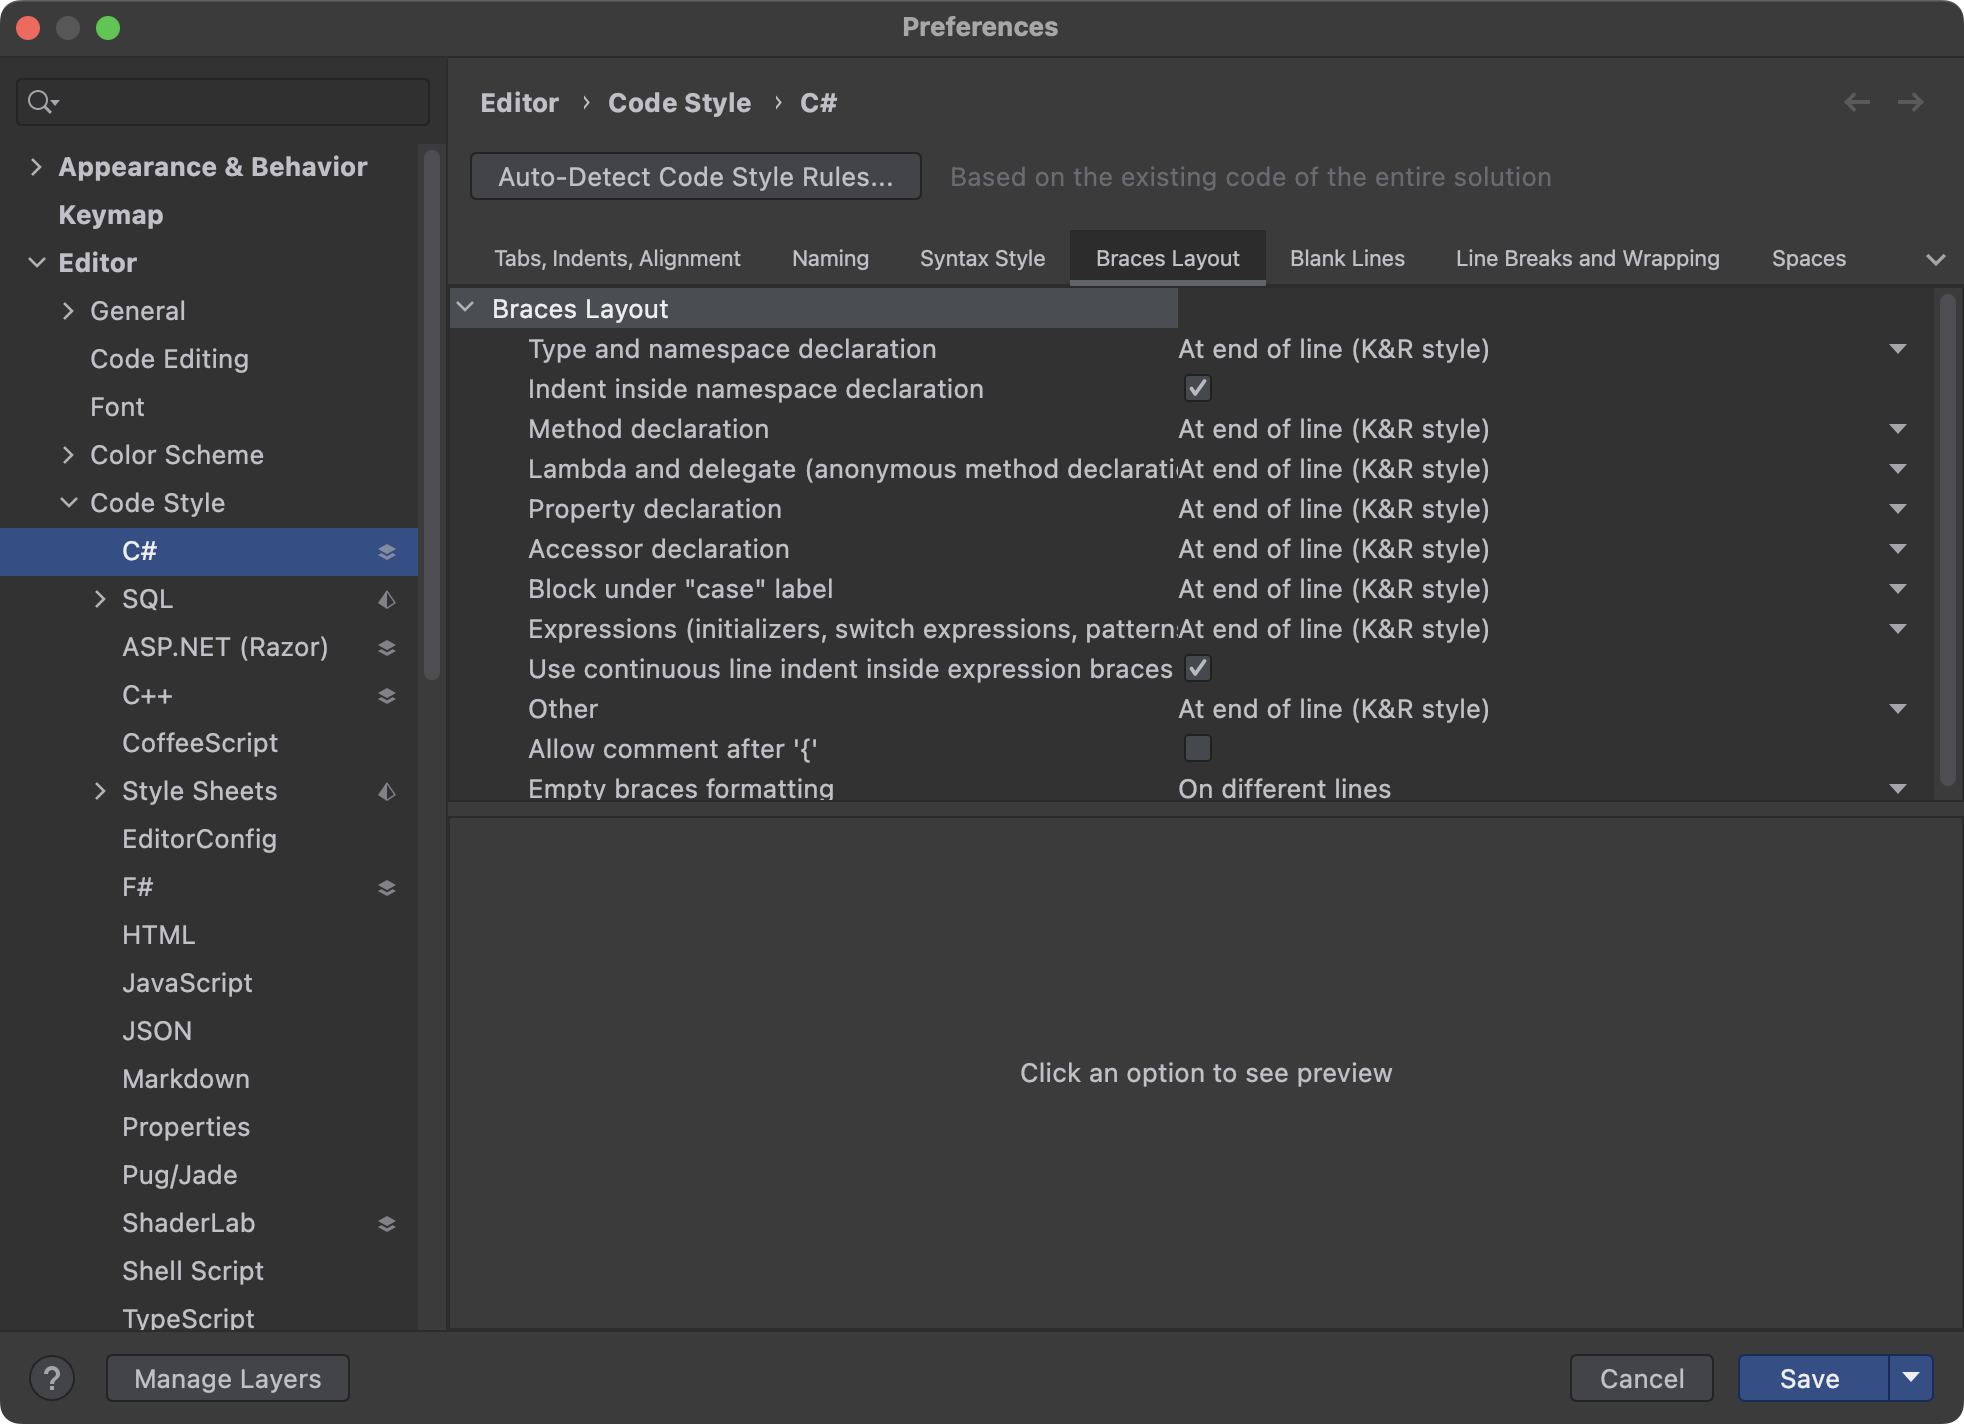 Preferences
Editor › Code Style › C#
Auto-Detect Code Style Rules...
Based on the existing code of the entire solution
Tabs, Indents, Alignment
Naming
Syntax Style
Braces Layout
Blank Lines
Line Breaks and Wrapping
Spaces
Appearance & Behavior
Keymap
Editor
General
Code Editing
Font
Color Scheme
Code Style
C#
SQL
ASP.NET (Razor)
C++
CoffeeScript
Style Sheets
EditorConfig
F#
HTML
JavaScript
JSON
Markdown
Properties
Pug/Jade
ShaderLab
Shell Script
TypeScript
Braces Layout
Type and namespace declaration At end of line (K&R style)
Indent inside namespace declaration
Method declaration At end of line (K&R style)
Lambda and delegate (anonymous method declarati At end of line (K&R style)
Property declaration At end of line (K&R style)
Accessor declaration At end of line (K&R style)
Block under "case" label At end of line (K&R style)
Expressions (initializers, switch expressions, pattern At end of line (K&R style)
Use continuous line indent inside expression braces
Other At end of line (K&R style)
Allow comment after '{'
Empty braces formatting On different lines
Click an option to see preview
?
Manage Layers
Cancel
Save